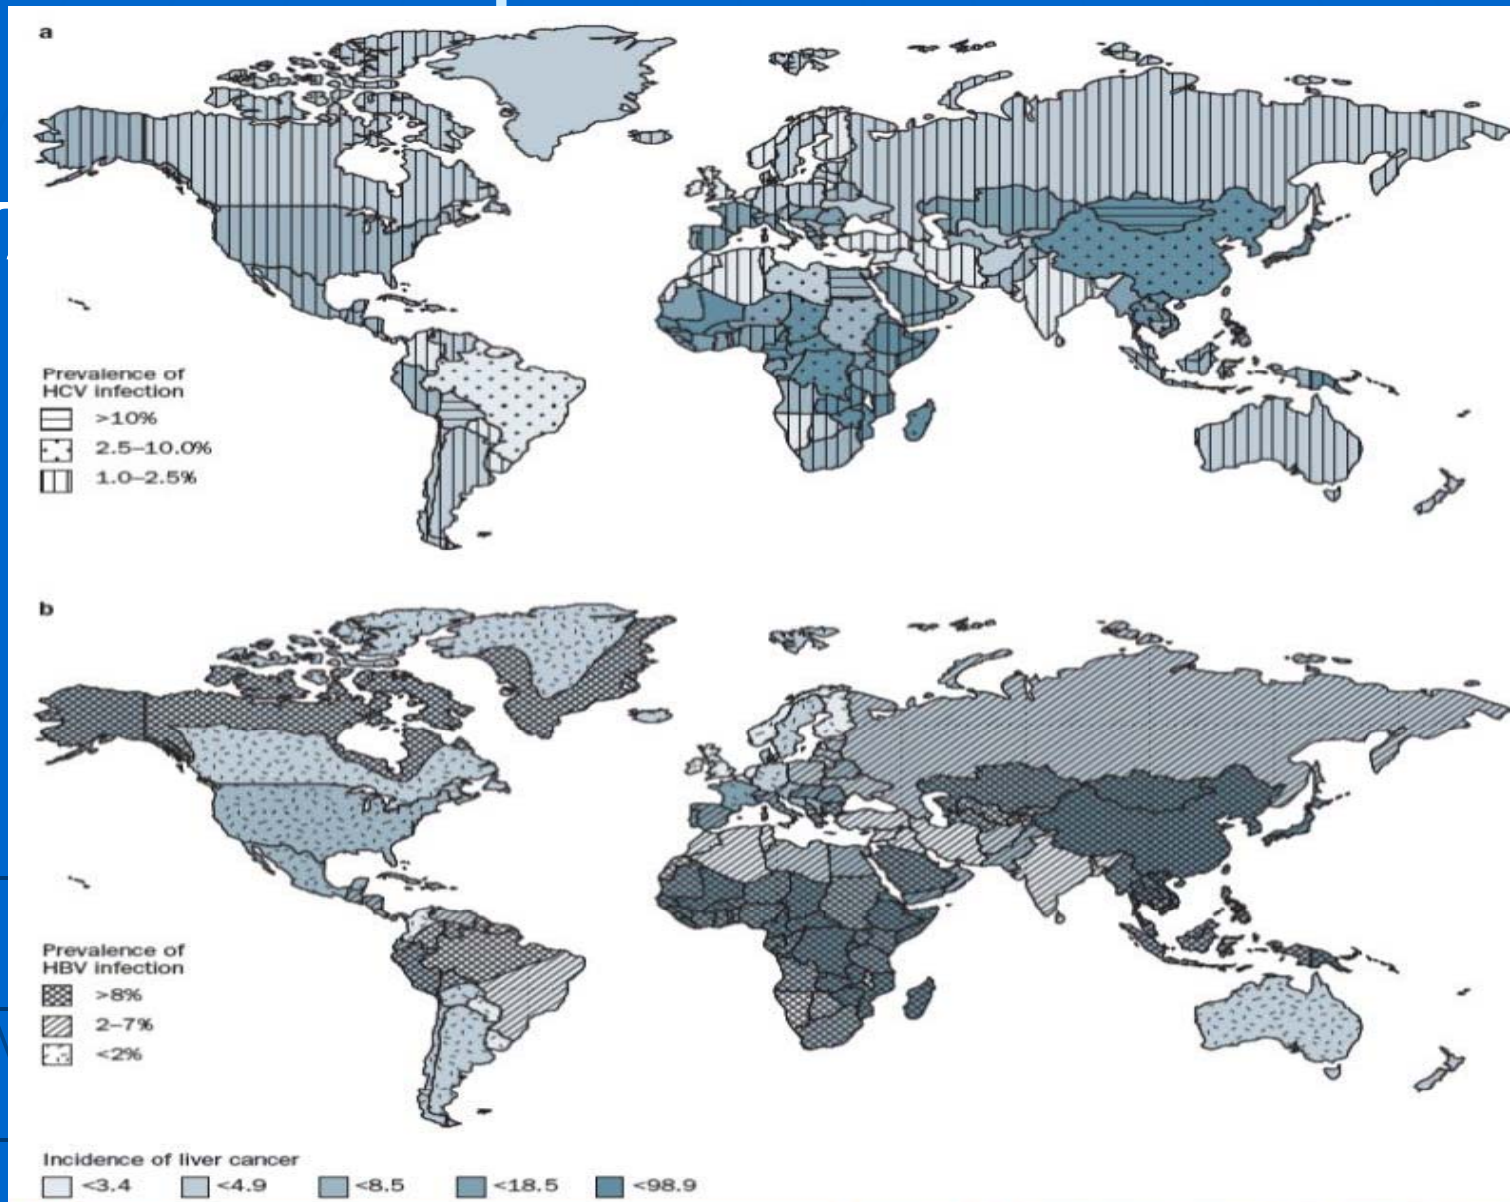 a
Prevalence of
HCV infection
>10%
2.5–10.0%
1.0–2.5%
b
Prevalence of
HBV infection
>8%
2–7%
<2%
Incidence of liver cancer
<3.4 <4.9 <8.5 <18.5 <98.9